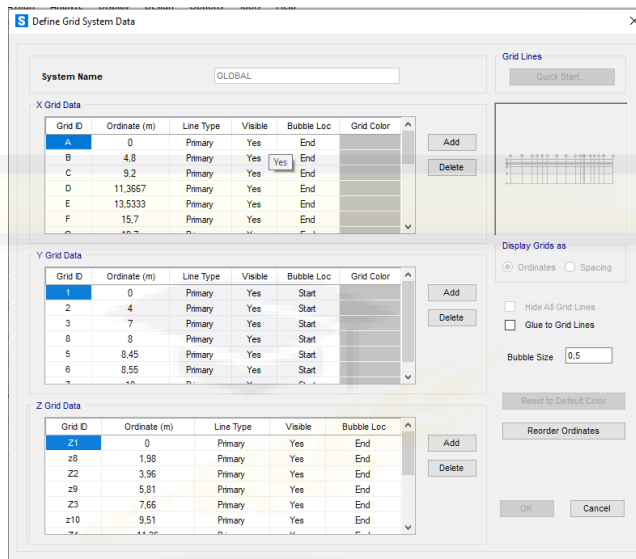 Define Grid System Data
System Name GLOBAL
Grid Lines
Quick Start...
X Grid Data
Grid ID Ordinate (m) Line Type Visible Bubble Loc Grid Color
A 0 Primary Yes End
B 4,8 Primary Yes End
C 9,2 Primary Yes End
D 11,3667 Primary Yes End
E 13,5333 Primary Yes End
F 15,7 Primary Yes End
Yes
Add
Delete
Y Grid Data
Grid ID Ordinate (m) Line Type Visible Bubble Loc Grid Color
1 0 Primary Yes Start
2 4 Primary Yes Start
3 7 Primary Yes Start
8 8 Primary Yes Start
5 8,45 Primary Yes Start
6 8,55 Primary Yes Start
Add
Delete
Display Grids as
Ordinates Spacing
Hide All Grid Lines
Glue to Grid Lines
Bubble Size 0,5
Reset to Default Color
Reorder Ordinates
Z Grid Data
Grid ID Ordinate (m) Line Type Visible Bubble Loc
Z1 0 Primary Yes End
z8 1,98 Primary Yes End
Z2 3,96 Primary Yes End
z9 5,81 Primary Yes End
Z3 7,66 Primary Yes End
z10 9,51 Primary Yes End
Add
Delete
OK Cancel